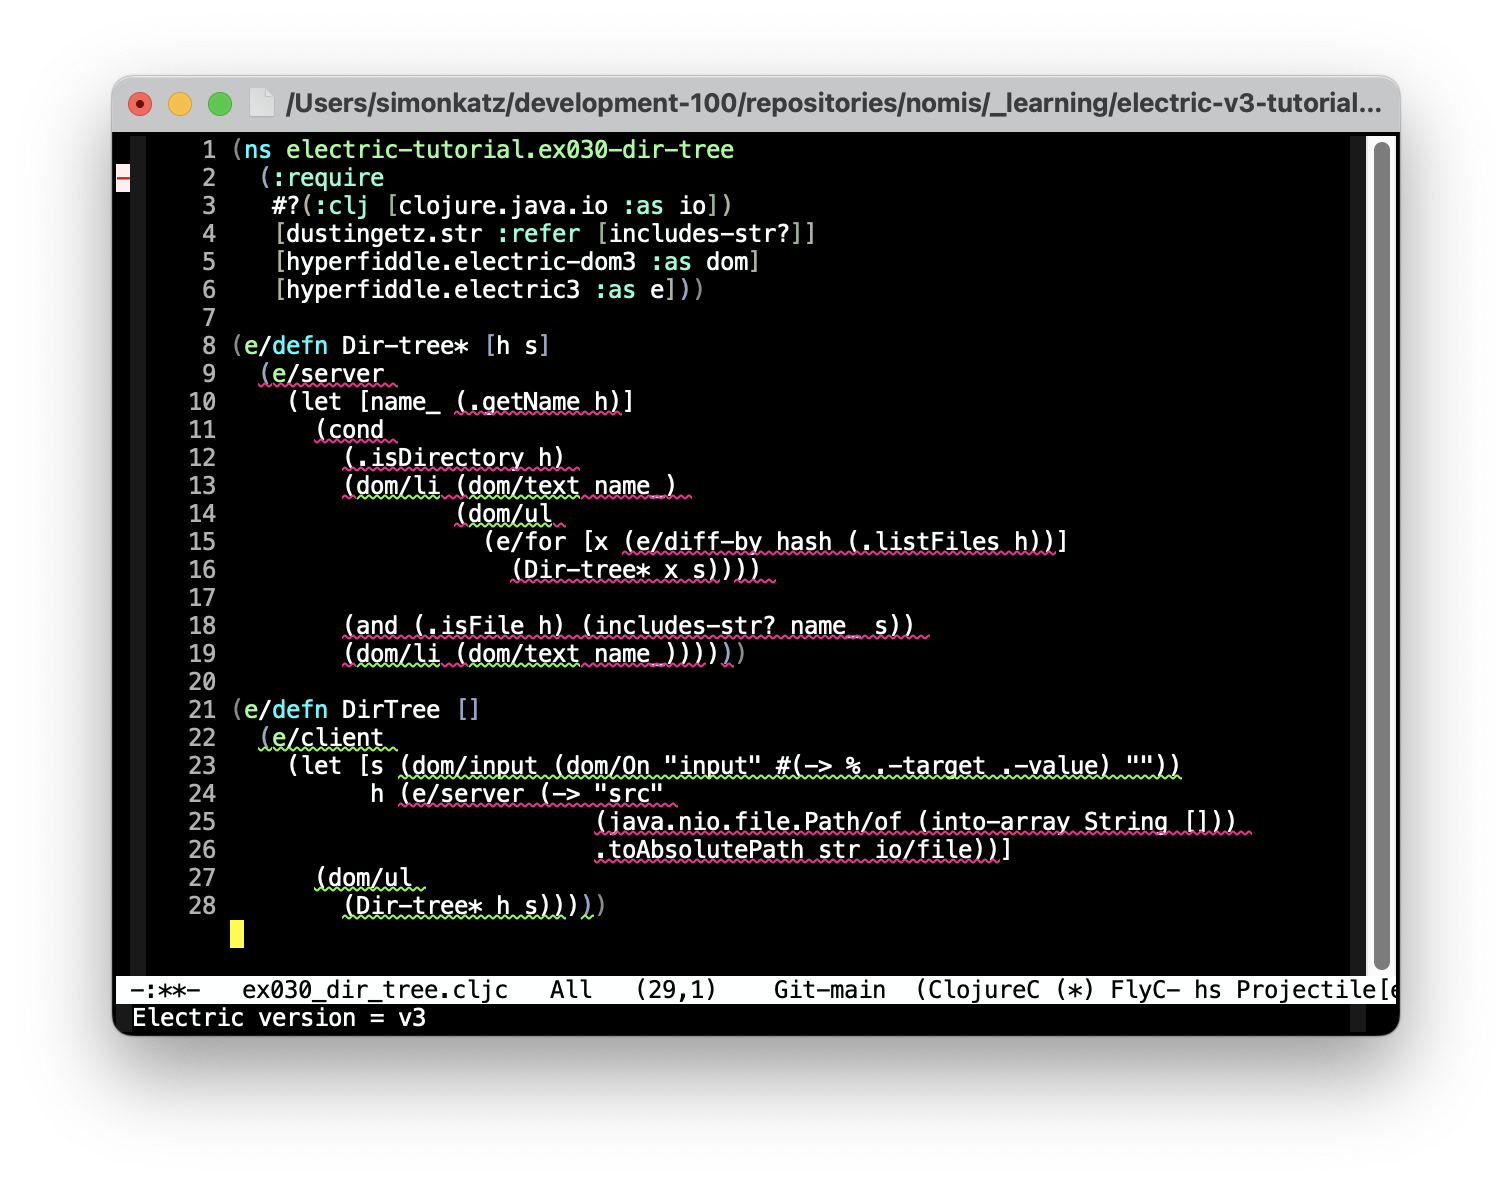 /Users/simonkatz/development-100/repositories/nomis/_learning/electric-v3-tutorial...
1 (ns electric-tutorial.ex030-dir-tree
2   (:require
3    #?(:clj [clojure.java.io :as io])
4    [dustingetz.str :refer [includes-str?]]
5    [hyperfiddle.electric-dom3 :as dom]
6    [hyperfiddle.electric3 :as e]))
7
8 (e/defn Dir-tree* [h s]
9   (e/server
10     (let [name_ (.getName h)]
11       (cond
12         (.isDirectory h)
13         (dom/li (dom/text name_)
14                 (dom/ul
15                   (e/for [x (e/diff-by hash (.listFiles h))]
16                     (Dir-tree* x s))))
17
18         (and (.isFile h) (includes-str? name_ s))
19         (dom/li (dom/text name_))))))
20
21 (e/defn DirTree []
22   (e/client
23     (let [s (dom/input (dom/On "input" #(-> % .-target .-value) ""))
24           h (e/server (-> "src"
25                           (java.nio.file.Path/of (into-array String []))
26                           .toAbsolutePath str io/file))]
27       (dom/ul
28         (Dir-tree* h s)))))
-:**-   ex030_dir_tree.cljc   All   (29,1)    Git-main  (ClojureC (*) FlyC- hs Projectile[e
Electric version = v3